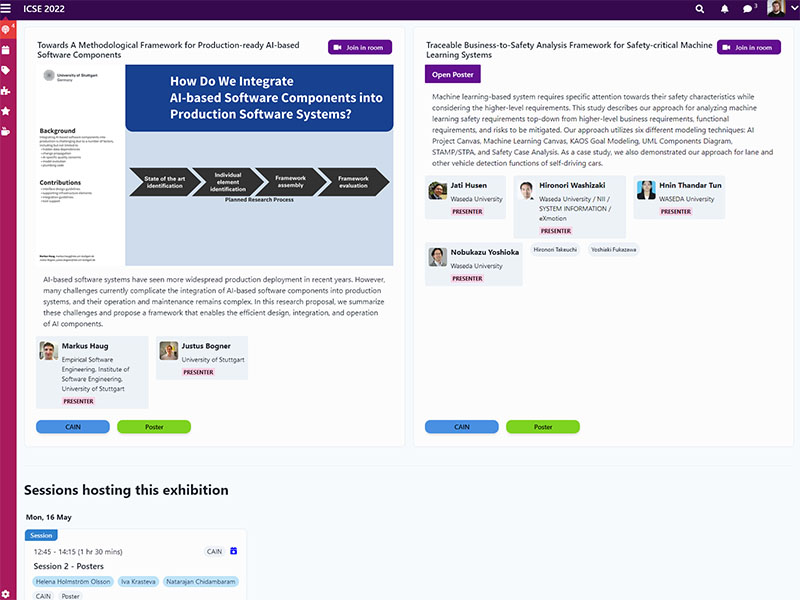 ICSE 2022
4
3
Towards A Methodological Framework for Production-ready AI-based
Software Components
Join in room
University of Stuttgart
Germany
How Do We Integrate
AI-based Software Components into
Production Software Systems?
Background
Contributions
State of the art
identification
Individual
element
identification
Framework
assembly
Framework
evaluation
Planned Research Process
AI-based software systems have seen more widespread production deployment in recent years. However,
many challenges currently complicate the integration of AI-based software components into production
systems, and their operation and maintenance remains complex. In this research proposal, we summarize
these challenges and propose a framework that enables the efficient design, integration, and operation
of AI components.
Markus Haug
Empirical Software
Engineering, Institute of
Software Engineering,
University of Stuttgart
PRESENTER
Justus Bogner
University of Stuttgart
PRESENTER
CAIN
Poster
Traceable Business-to-Safety Analysis Framework for Safety-critical Machine
Learning Systems
Join in room
Open Poster
Machine learning-based system requires specific attention towards their safety characteristics while
considering the higher-level requirements. This study describes our approach for analyzing machine
learning safety requirements top-down from higher-level business requirements, functional
requirements, and risks to be mitigated. Our approach utilizes six different modeling techniques: AI
Project Canvas, Machine Learning Canvas, KAOS Goal Modeling, UML Components Diagram,
STAMP/STPA, and Safety Case Analysis. As a case study, we also demonstrated our approach for lane and
other vehicle detection functions of self-driving cars.
Jati Husen
Waseda University
PRESENTER
Hironori Washizaki
Waseda University / NII /
SYSTEM INFORMATION /
eXmotion
PRESENTER
Hnin Thandar Tun
WASEDA University
PRESENTER
Nobukazu Yoshioka
Waseda University
PRESENTER
Hironori Takeuchi
Yoshiaki Fukazawa
CAIN
Poster
Sessions hosting this exhibition
Mon, 16 May
Session
12:45 - 14:15 (1 hr 30 mins)
CAIN
Session 2 - Posters
Helena Holmström Olsson
Iva Krasteva
Natarajan Chidambaram
CAIN
Poster